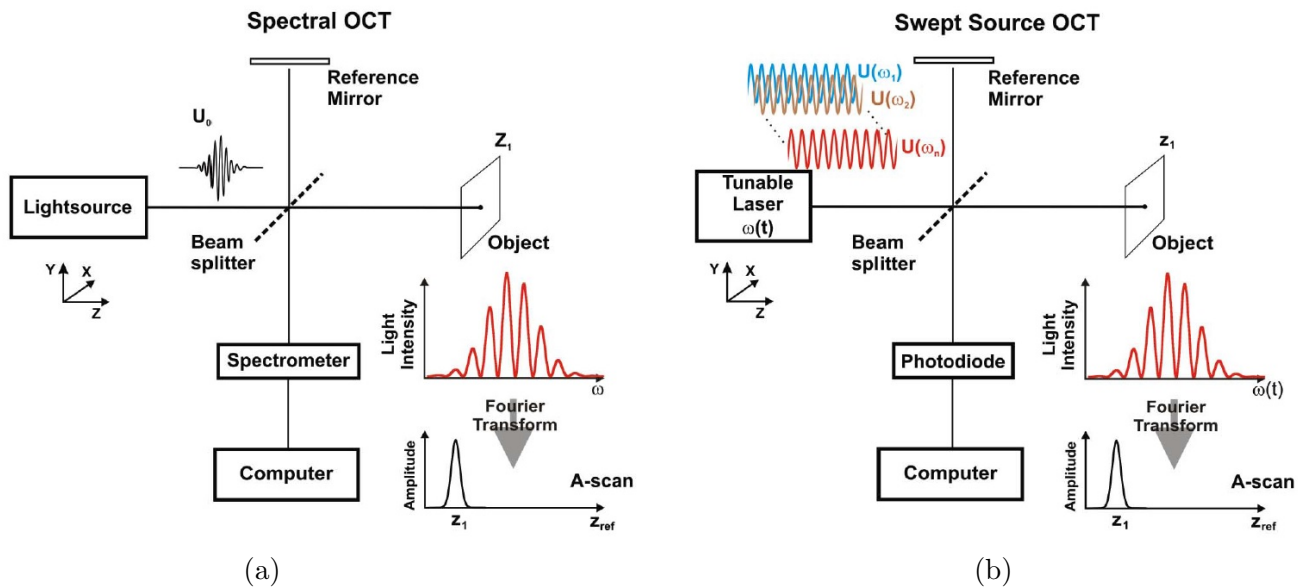 Spectral OCT
Reference
Mirror
U₀
Z₁
Lightsource
Beam
splitter
Object
Y
X
Z
Light
Intensity
ω
Spectrometer
Fourier
Transform
Computer
Amplitude
A-scan
z₁
z_ref
(a)
Swept Source OCT
U(ω₁)
U(ω₂)
U(ωₙ)
Reference
Mirror
z₁
Tunable
Laser
ω(t)
Beam
splitter
Object
Y
X
Z
Light
Intensity
ω(t)
Photodiode
Fourier
Transform
Computer
Amplitude
A-scan
z₁
z_ref
(b)